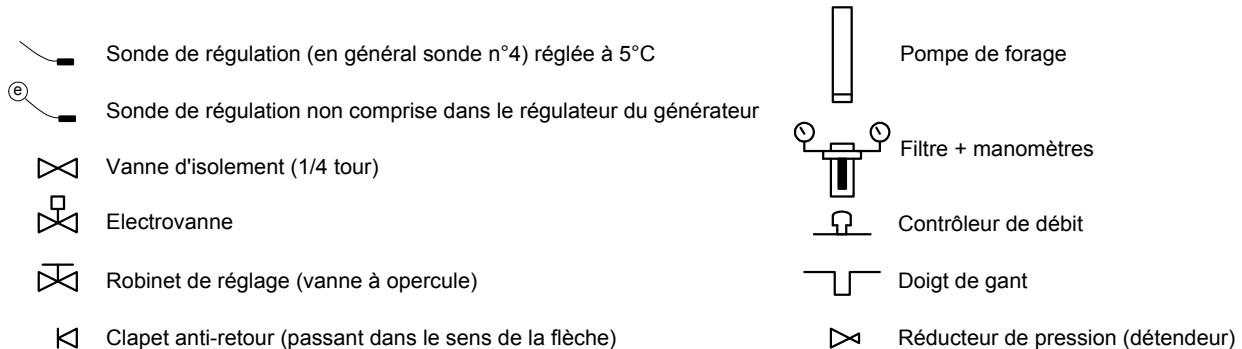 Sonde de régulation (en général sonde n°4) réglée à 5°C
e
Sonde de régulation non comprise dans le régulateur du générateur
Vanne d'isolement (1/4 tour)
Electrovanne
Robinet de réglage (vanne à opercule)
Clapet anti-retour (passant dans le sens de la flèche)
Pompe de forage
Filtre + manomètres
Contrôleur de débit
Doigt de gant
Réducteur de pression (détendeur)